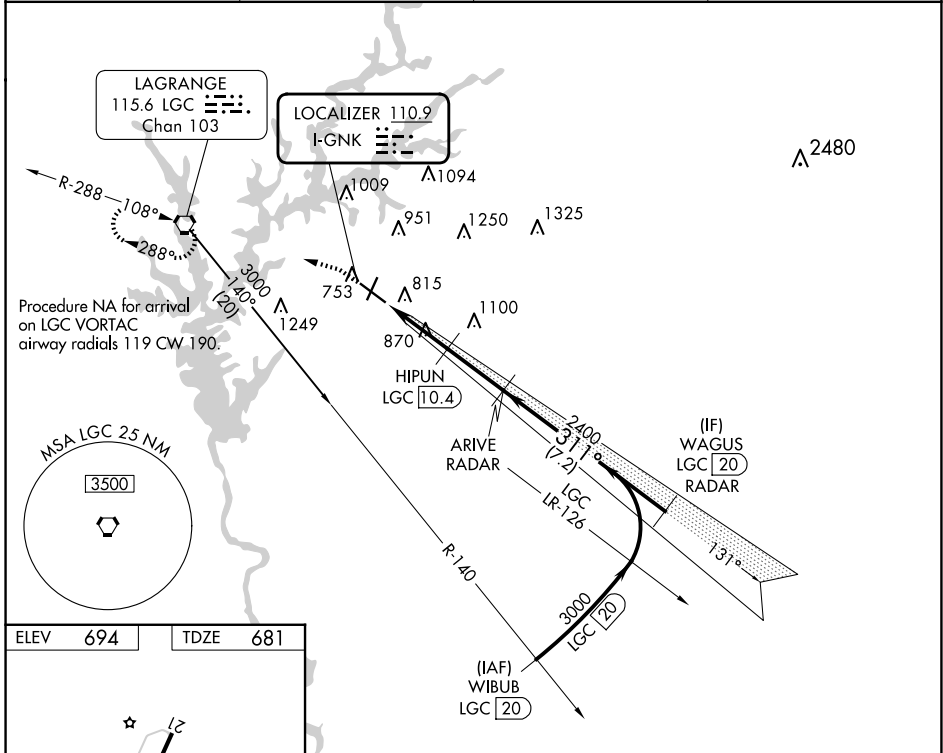 LAGRANGE
115.6 LGC
Chan 103
LOCALIZER 110.9
I-GNK
2480
1094
1009
951
1250
1325
R-288
108°
288°
3000
140°
(20)
753
815
1249
1100
870
Procedure NA for arrival
on LGC VORTAC
airway radials 119 CW 190.
HIPUN
LGC 10.4
ARIVE
RADAR
2400
311°
(7.2)
(IF)
WAGUS
LGC 20
RADAR
LGC
LR-126
131°
MSA LGC 25 NM
3500
R-140
3000
LGC 20
(IAF)
WIBUB
LGC 20
ELEV 694
TDZE 681
21